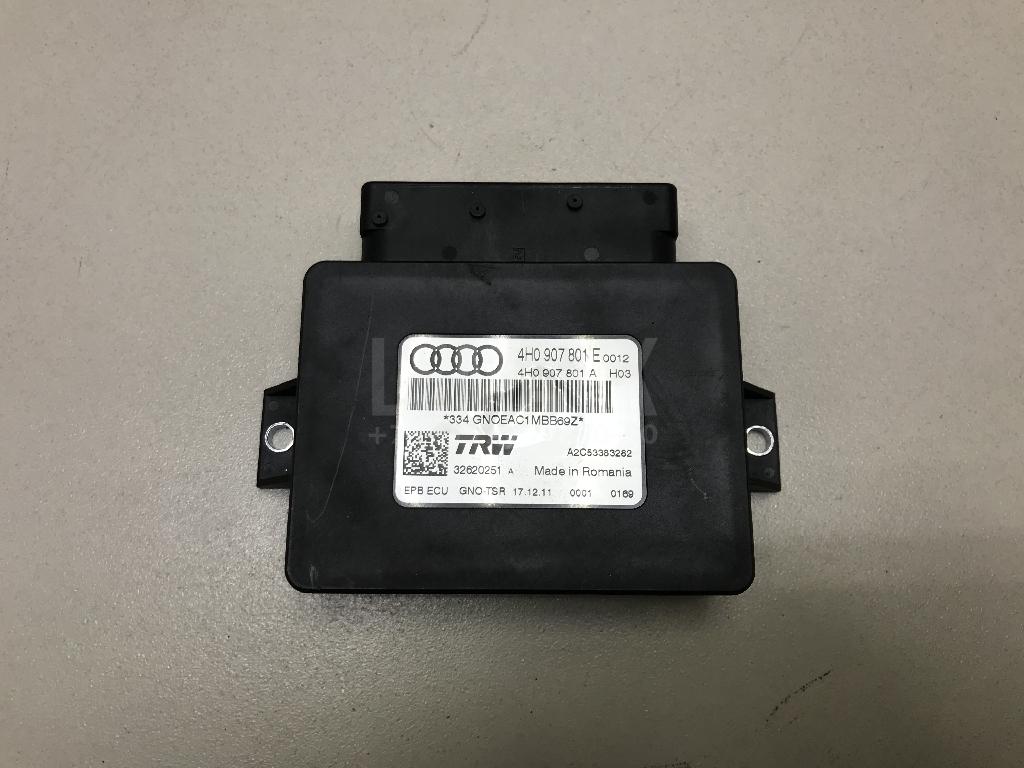 4H0 907 801 E 0012
4H0 907 801 A H03
*334 GNOEAC1MBB69Z*
TRW
A2C53383262
32620251 A Made in Romania
EPB ECU GNO-TSR 17.12.11 0001 0169